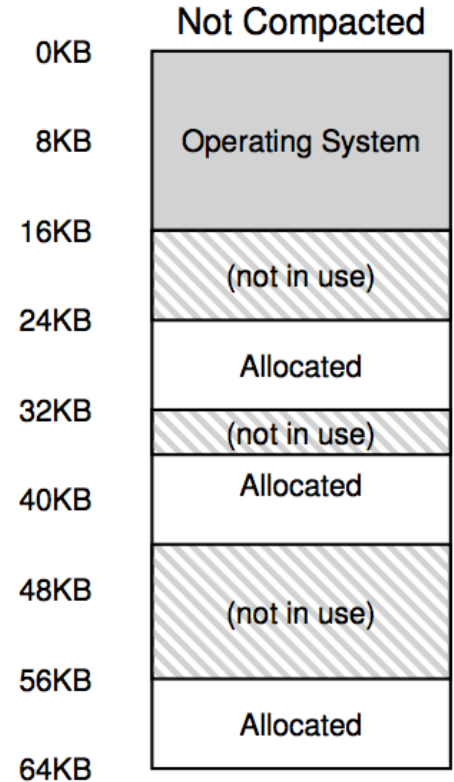 Not Compacted
0KB
8KB
Operating System
16KB
(not in use)
24KB
Allocated
32KB
(not in use)
Allocated
40KB
48KB
(not in use)
56KB
Allocated
64KB